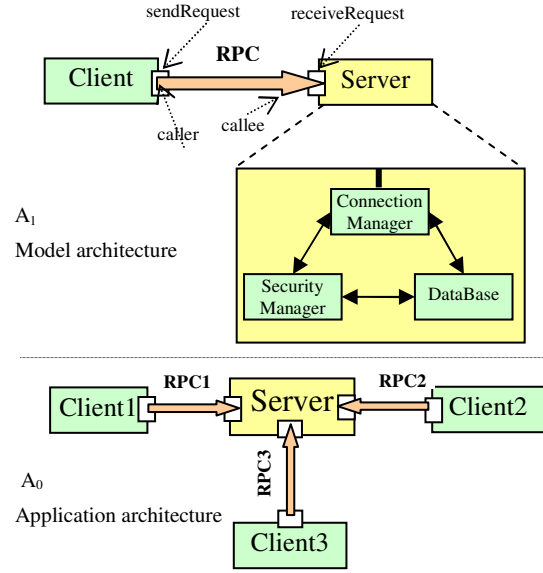 sendRequest
receiveRequest
RPC
Client
Server
caller
callee
A1
Model architecture
Connection
Manager
Security
Manager
DataBase
RPC1
RPC2
Client1
Server
Client2
RPC3
A0
Application architecture
Client3